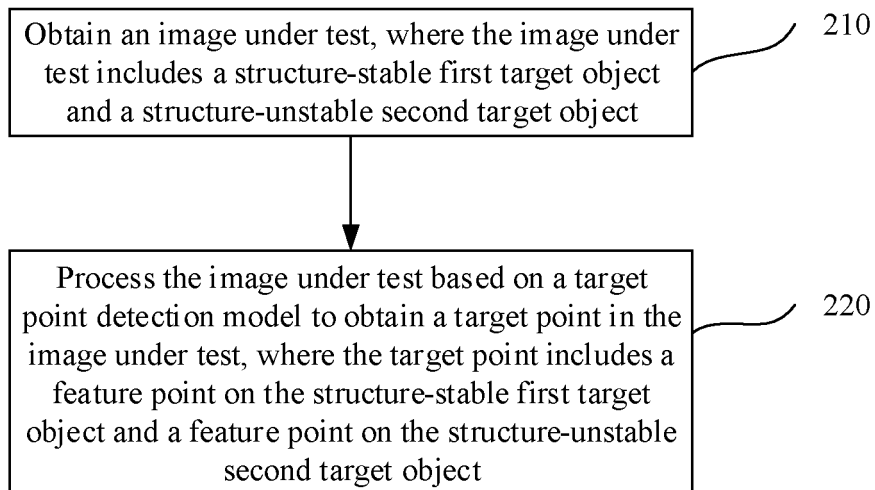 Obtain an image under test, where the image under
test includes a structure-stable first target object
and a structure-unstable second target object
210
Process the image under test based on a target
point detection model to obtain a target point in the
image under test, where the target point includes a
feature point on the structure-stable first target
object and a feature point on the structure-unstable
second target object
220